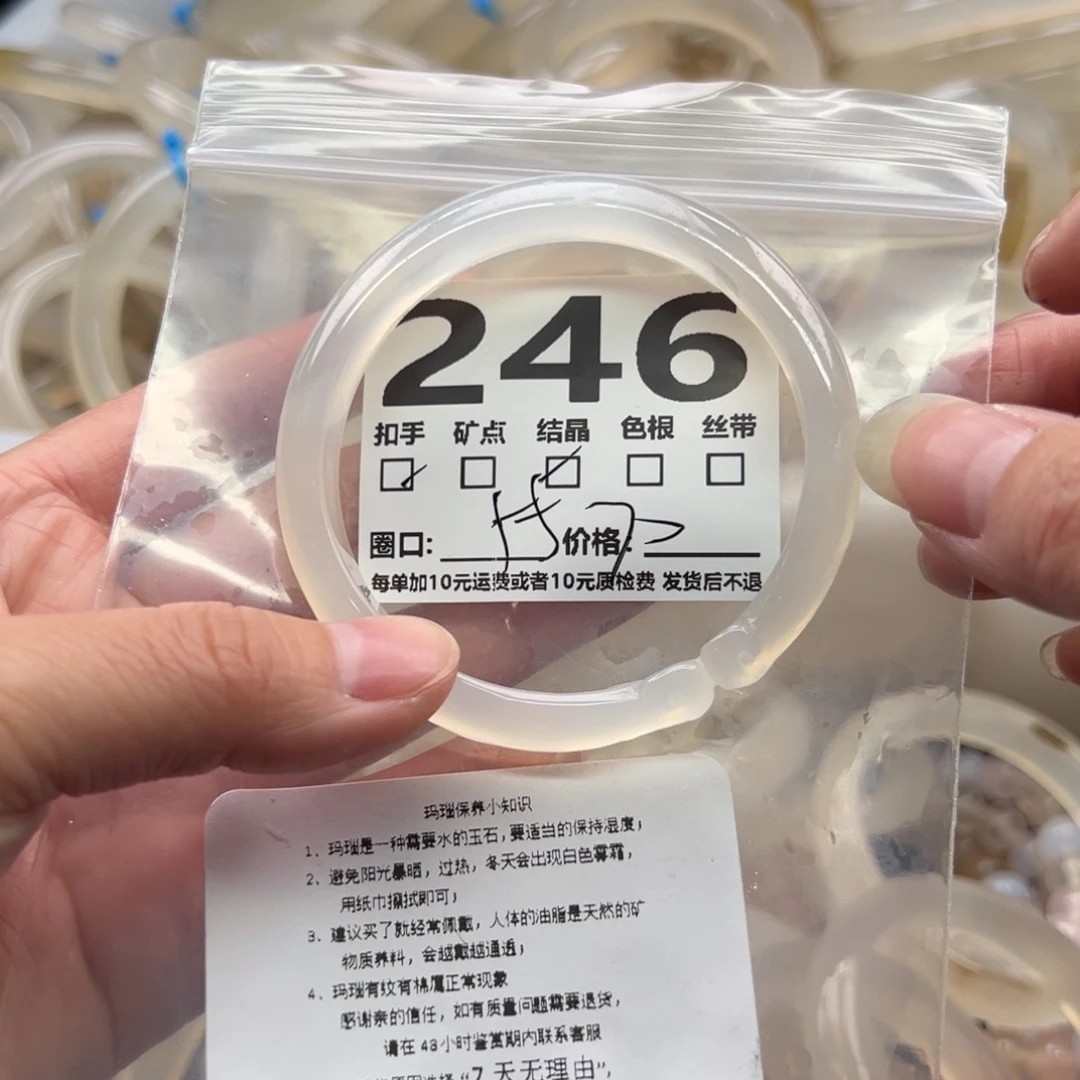 246
扣手 矿点 结晶 色根 丝带
圈口: 价格:
每单加10元运费或者10元质检费 发货后不退
玛瑙保养小知识
1、玛瑙是一种需要水的玉石，要适当的保持湿度；
2、避免阳光暴晒，过热，冬天会出现白色雾霜，
用纸巾擦拭即可；
3、建议买了就经常佩戴，人体的油脂是天然的矿
物质养料，会越戴越通透；
4、玛瑙有纹有棉属正常现象
感谢亲的信任，如有质量问题需要退货，
请在48小时鉴赏期内联系客服
“7天无理由”，